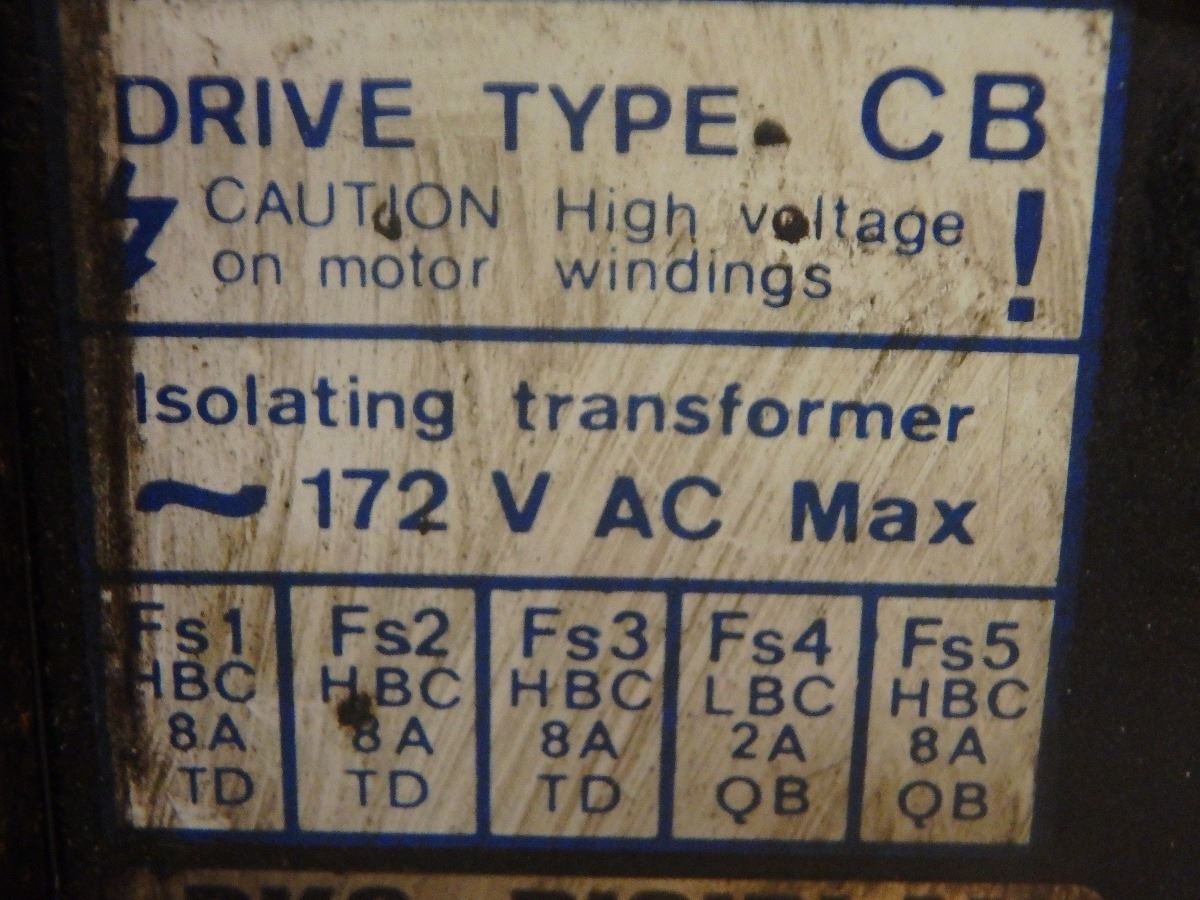 DRIVE TYPE CB
CAUTION High voltage !
on motor windings
Isolating transformer
~ 172 V AC Max
Fs1 Fs2 Fs3 Fs4 Fs5
HBC HBC HBC LBC HBC
8A 8A 8A 2A 8A
TD TD TD QB QB